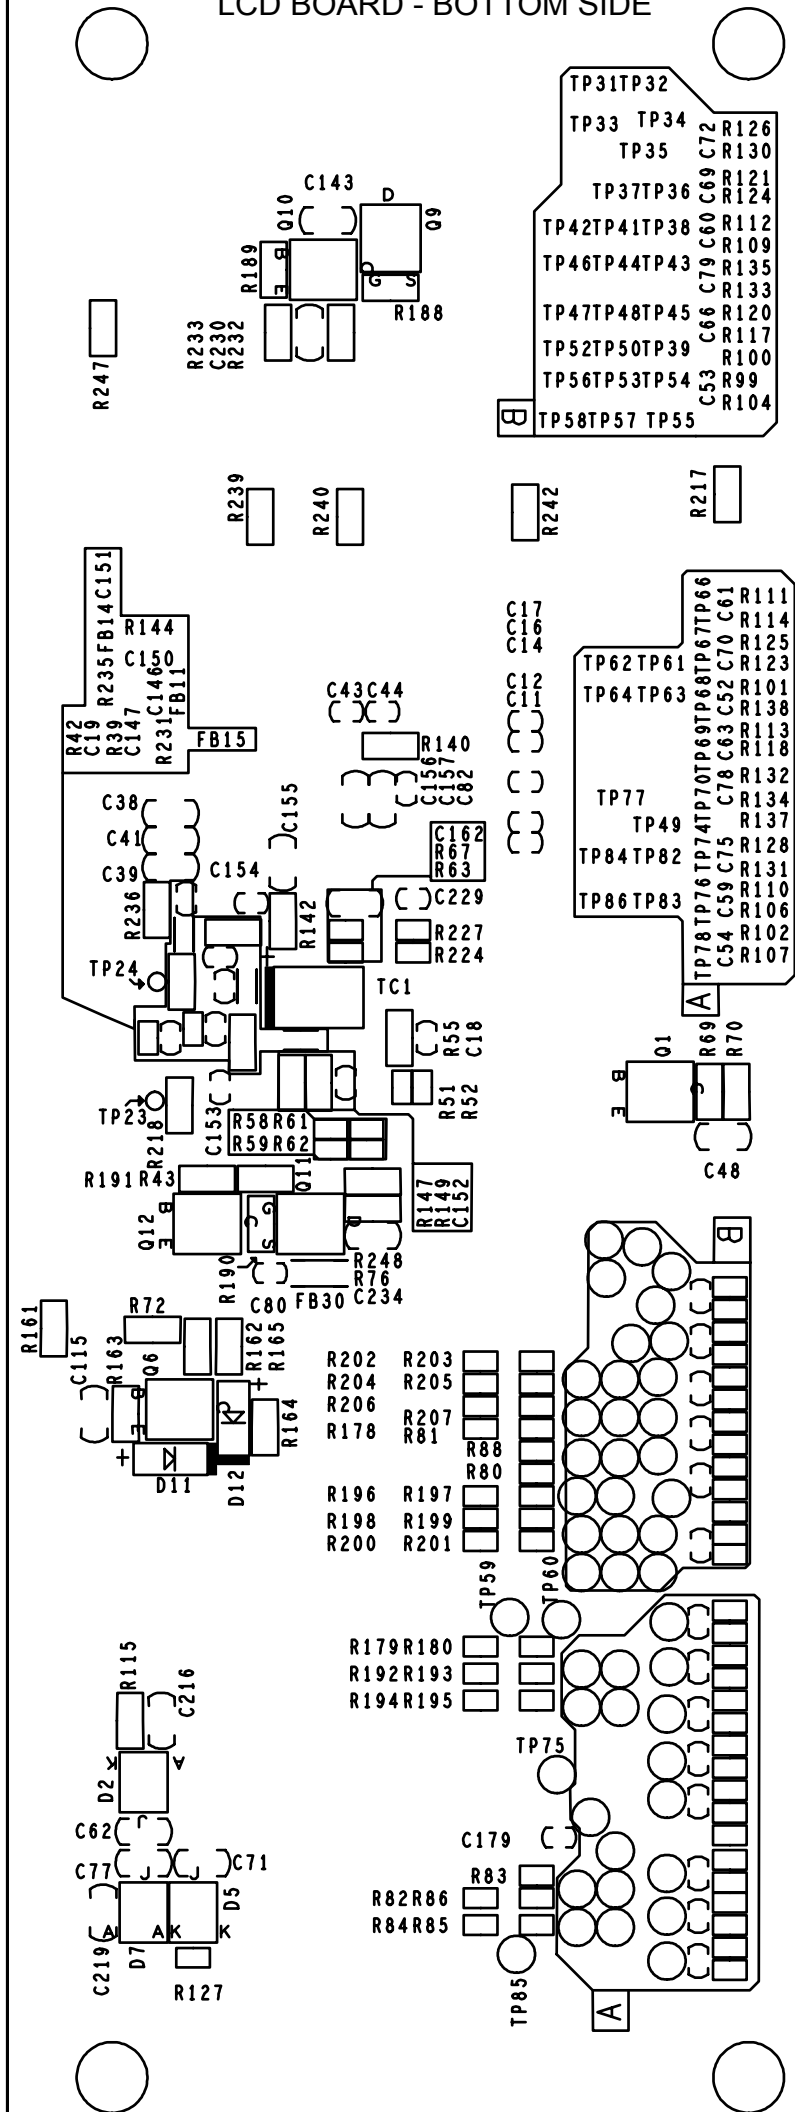 LCD BOARD - BOTTOM SIDE
TP31TP32
TP33 TP34
TP35
C72
R126
R130
TP37TP36
C69
R121
R124
TP42TP41TP38
C60
R112
R109
TP46TP44TP43
C79
R135
R133
TP47TP48TP45
C66
R120
R117
TP52TP50TP39
R100
TP56TP53TP54
C53
R99
R104
B
TP58TP57 TP55
C143
D
Q10
Q9
R189
B
E
G S
R188
R233
C230
R232
R247
R239
R240
R242
R217
C151
FB14
R235
R144
C150
C146
FB11
R42
C19
R39
C147
R231
FB15
C17
C16
C14
C12
C11
C43C44
R140
C156
C157
C82
TP66
TP67
TP68
TP69
TP70
TP74
TP76
TP78
TP62TP61
TP64TP63
TP77
TP49
TP84TP82
TP86TP83
C61
C70
C52
C63
C78
C75
C59
C54
R111
R114
R125
R123
R101
R138
R113
R118
R132
R134
R137
R128
R131
R110
R106
R102
R107
A
C38
C41
C39
C155
C154
C162
R67
R63
R236
R142
C229
R227
R224
TP24
+
TC1
R55
C18
R51
R52
TP23
R218
C153
R58R61
R59R62
Q1
R69
R70
B
E
C
C48
R191R43
Q11
Q12
B
E
C
G
S
D
R147
R149
C152
R190
R248
R76
C234
C80
FB30
B
R161
R72
C115
R163
Q6
R162
R165
B
E
C
+
R164
+
D11
D12
R202 R203
R204 R205
R206
R207
R178
R81
R88
R80
R196 R197
R198 R199
R200 R201
TP59
TP60
R179R180
R192R193
R194R195
R115
C216
K
A
D2
J
C62
TP75
C77
J J
C71
C179
R83
R82R86
R84R85
D5
A
A K
K
C219
D7
R127
TP85
A